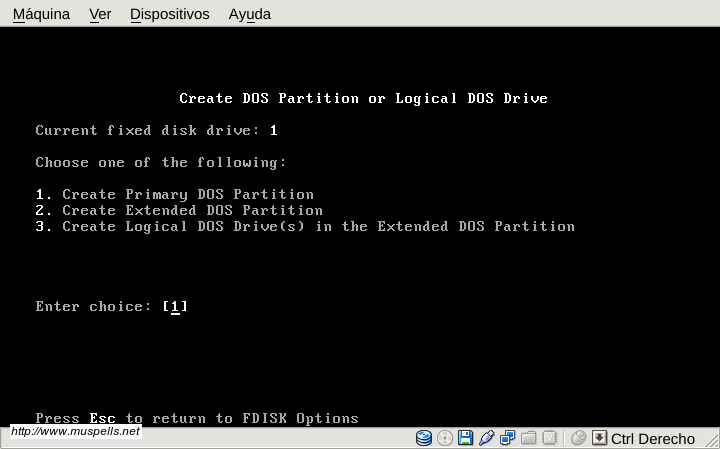 Máquina Ver Dispositivos Ayuda
Create DOS Partition or Logical DOS Drive
Current fixed disk drive: 1
Choose one of the following:
1. Create Primary DOS Partition
2. Create Extended DOS Partition
3. Create Logical DOS Drive(s) in the Extended DOS Partition
Enter choice: [1]
Press Esc to return to FDISK Options
http://www.muspells.net
Ctrl Derecho